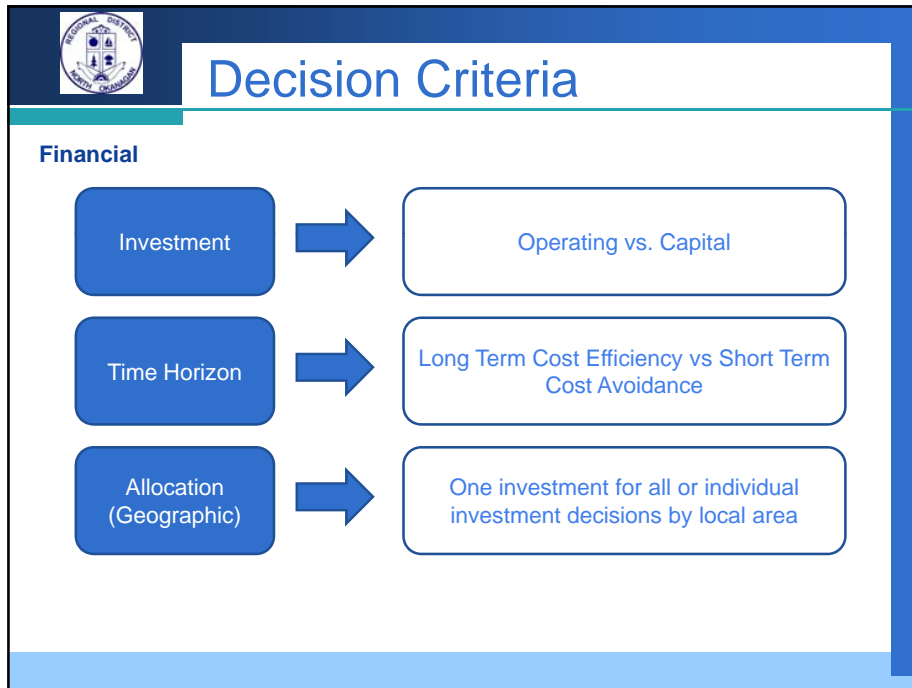 REGIONAL DISTRICT
NORTH OKANAGAN
Decision Criteria
Financial
Investment
Operating vs. Capital
Time Horizon
Long Term Cost Efficiency vs Short Term
Cost Avoidance
Allocation
(Geographic)
One investment for all or individual
investment decisions by local area